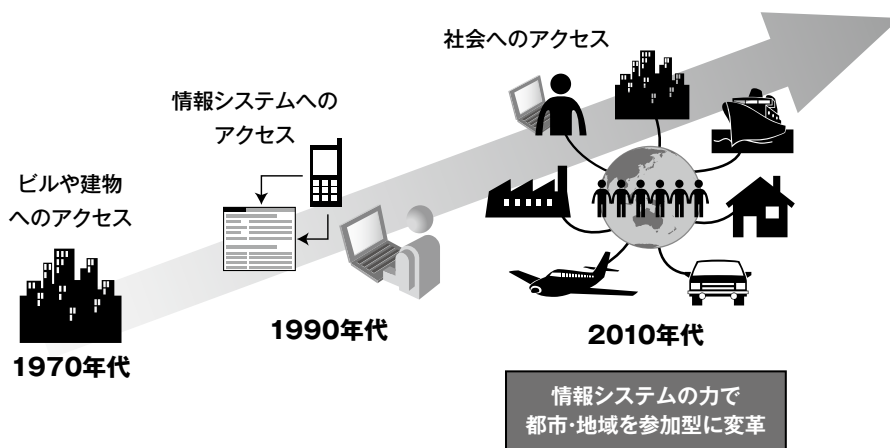 ビルや建物
へのアクセス
1970年代
情報システムへの
アクセス
1990年代
社会へのアクセス
2010年代
情報システムの力で
都市・地域を参加型に変革